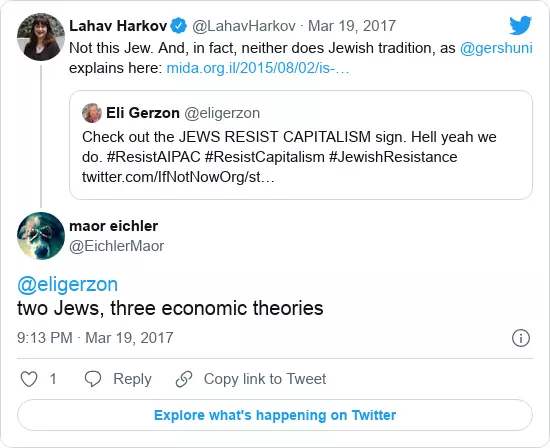 Lahav Harkov @LahavHarkov · Mar 19, 2017
Not this Jew. And, in fact, neither does Jewish tradition, as @gershuni
explains here: mida.org.il/2015/08/02/is-…
Eli Gerzon @eligerzon
Check out the JEWS RESIST CAPITALISM sign. Hell yeah we
do. #ResistAIPAC #ResistCapitalism #JewishResistance
twitter.com/IfNotNowOrg/st…
maor eichler
@EichlerMaor
@eligerzon
two Jews, three economic theories
9:13 PM · Mar 19, 2017
1 Reply Copy link to Tweet
Explore what's happening on Twitter